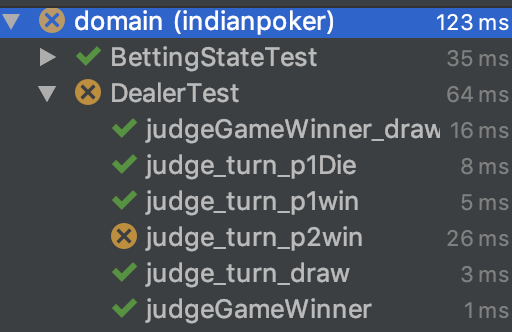 domain (indianpoker) 123 ms
BettingStateTest 35 ms
DealerTest 64 ms
judgeGameWinner_draw 16 ms
judge_turn_p1Die 8 ms
judge_turn_p1win 5 ms
judge_turn_p2win 26 ms
judge_turn_draw 3 ms
judgeGameWinner 1 ms